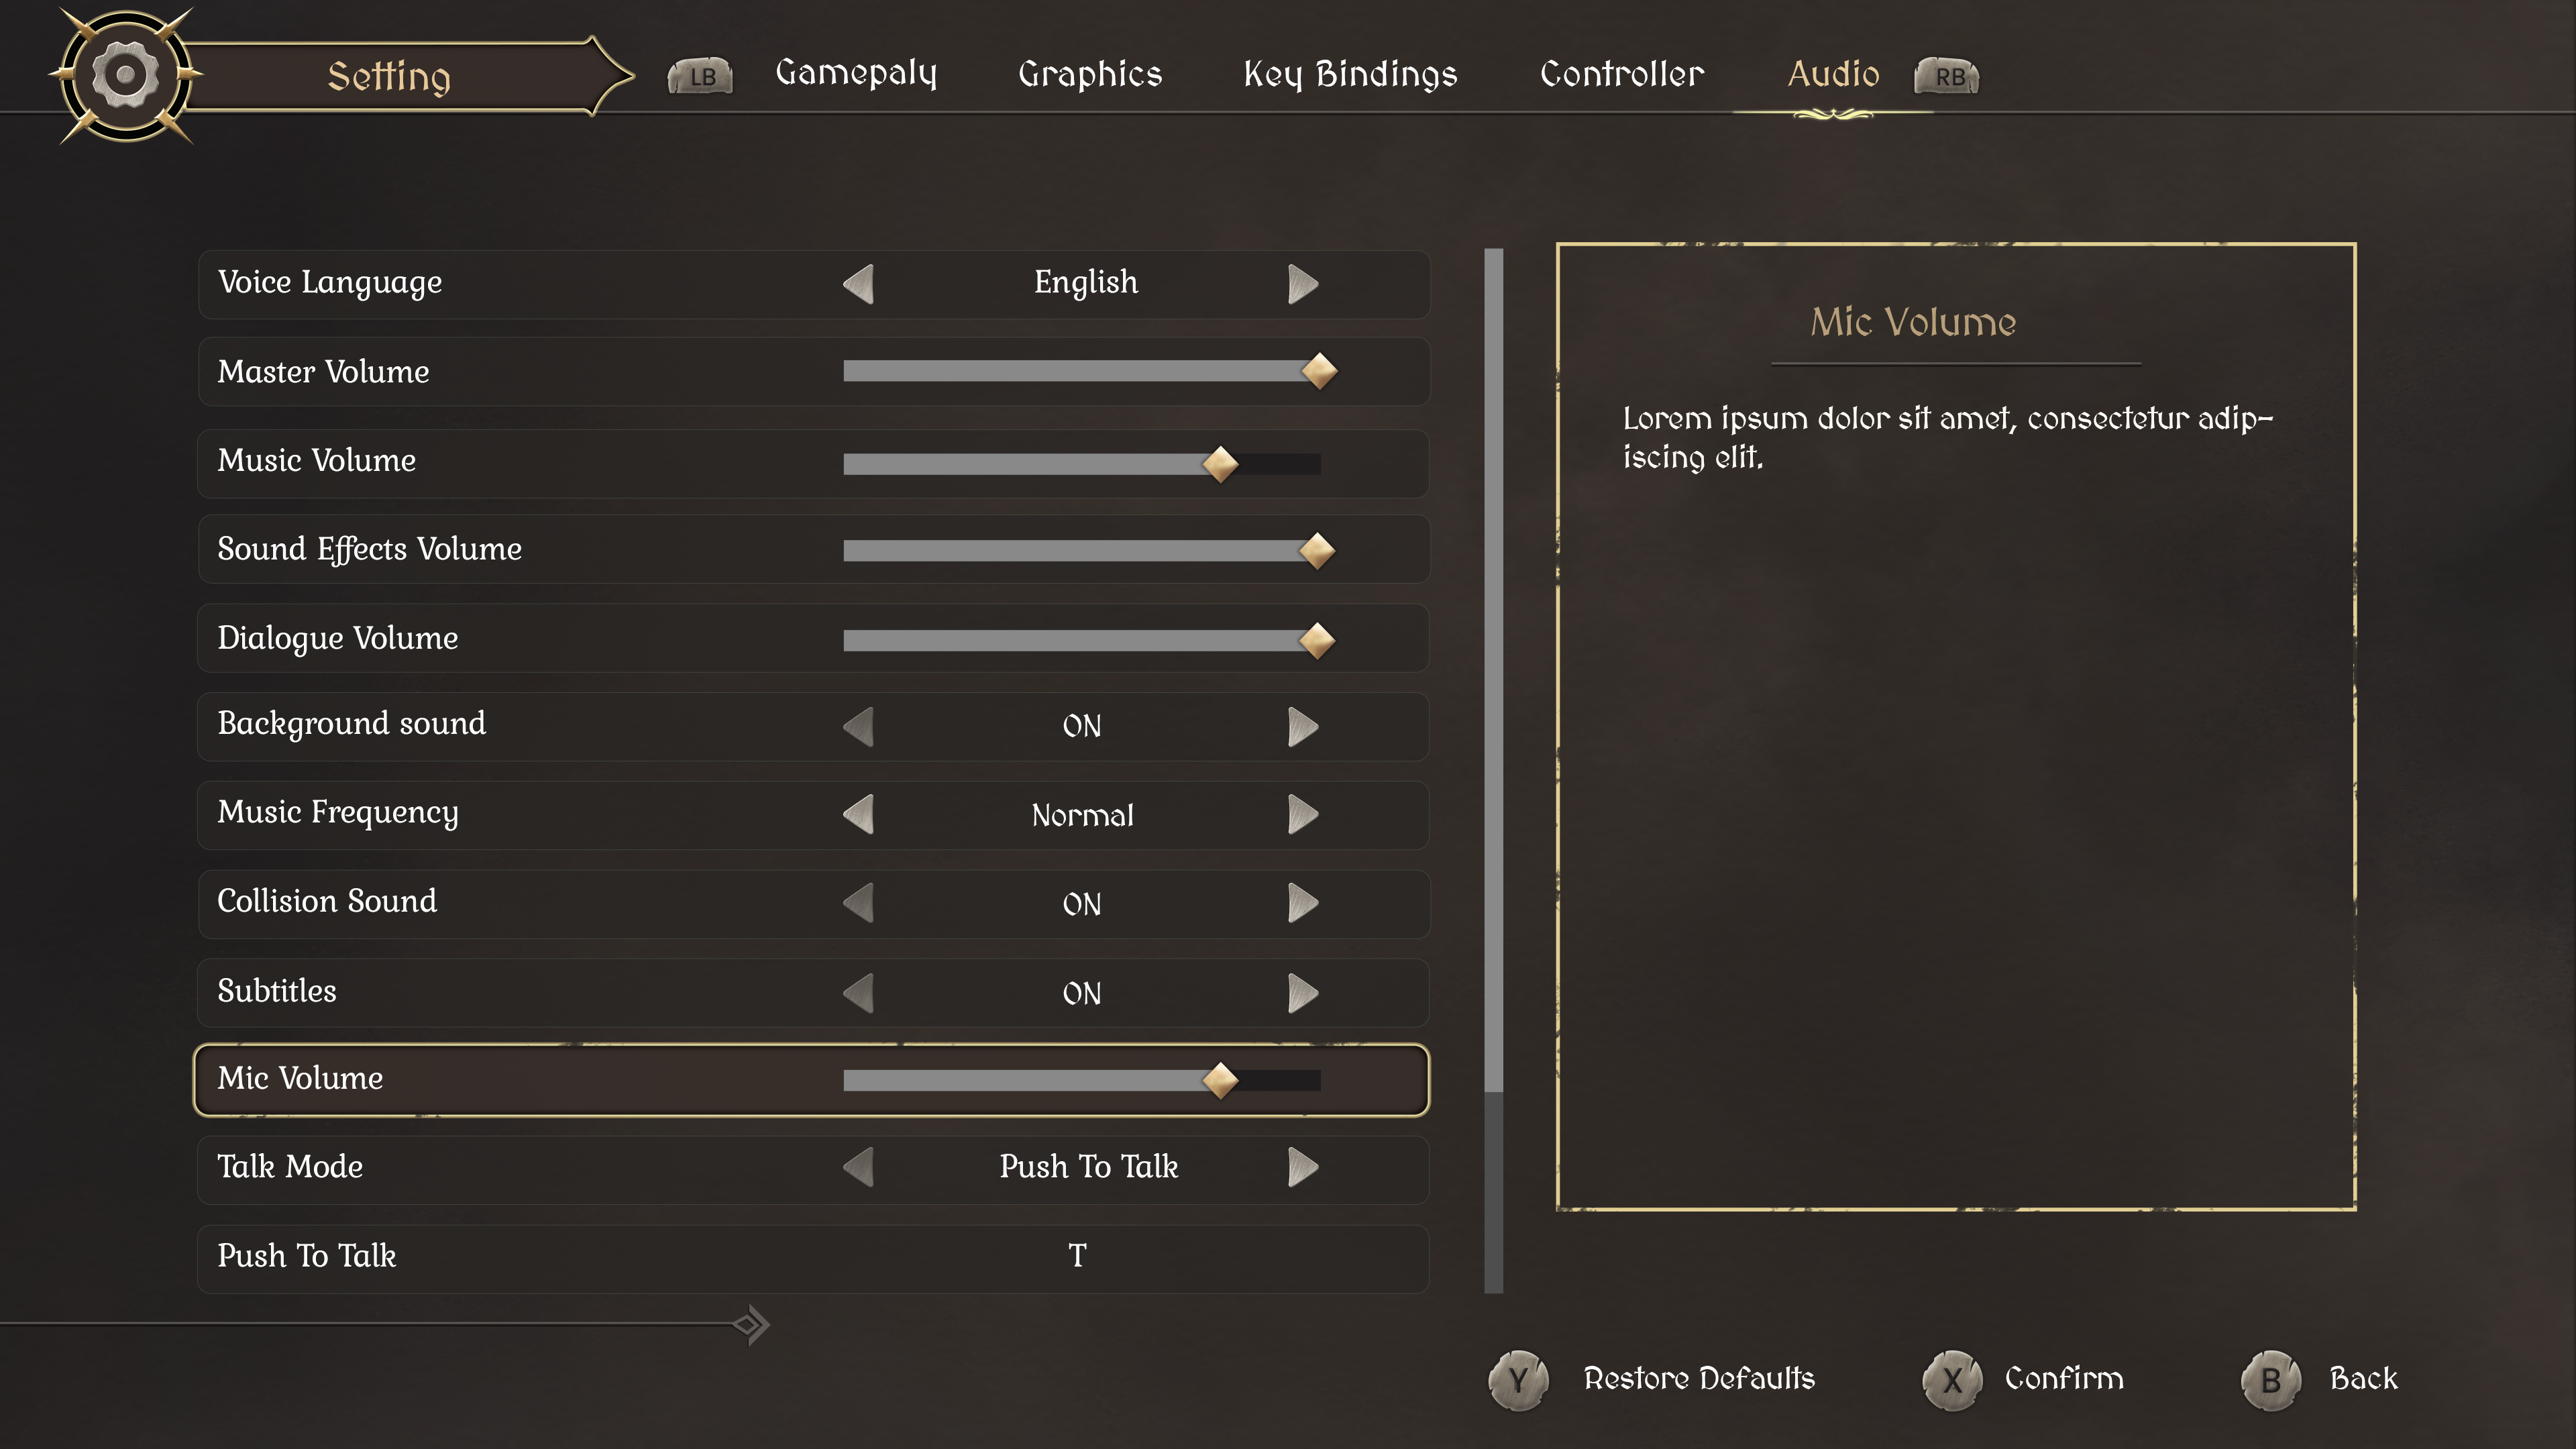 Setting
LB
Gamepaly
Graphics
Key Bindings
Controller
Audio
RB
Voice Language
English
Master Volume
Music Volume
Sound Effects Volume
Dialogue Volume
Background sound
ON
Music Frequency
Normal
Collision Sound
ON
Subtitles
ON
Mic Volume
Talk Mode
Push To Talk
Push To Talk
T
Mic Volume
Lorem ipsum dolor sit amet, consectetur adip-
iscing elit.
Y
Restore Defaults
X
Confirm
B
Back